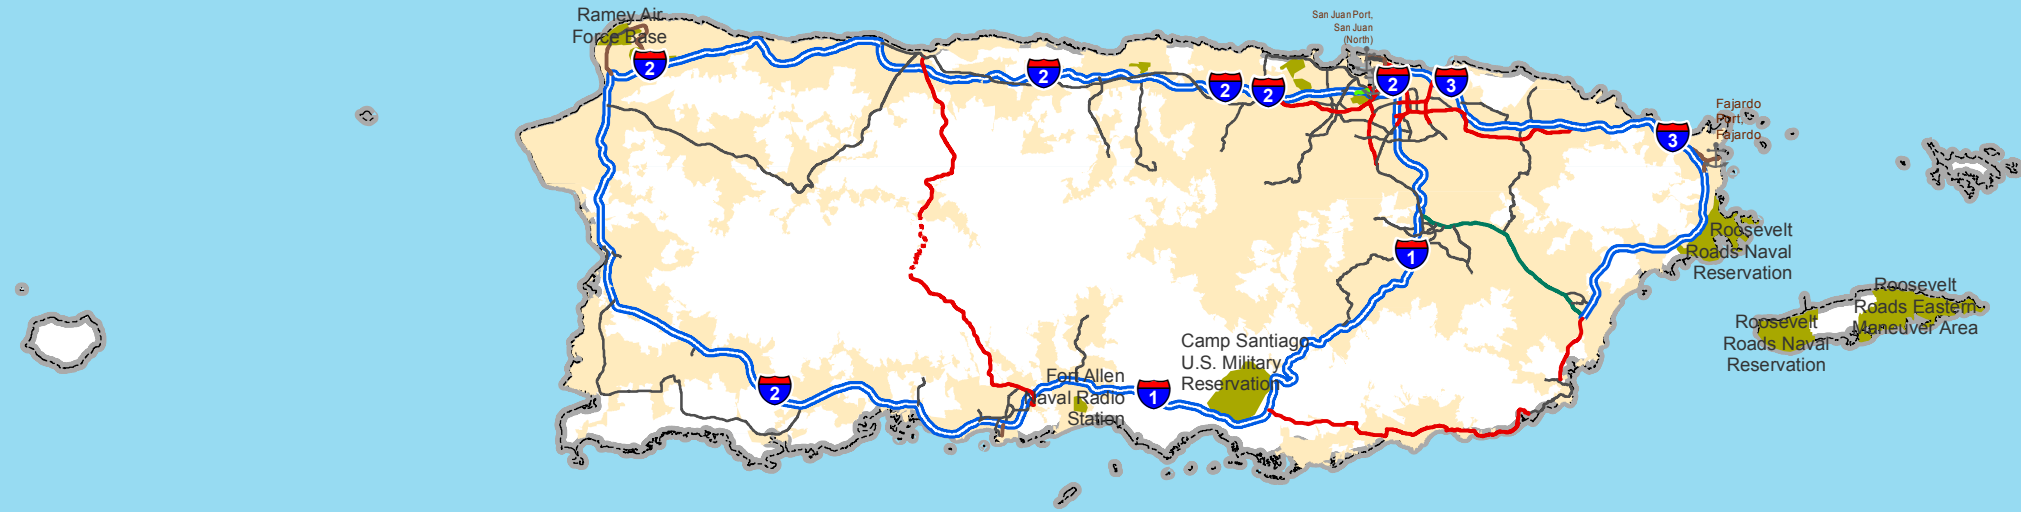 Ramey Air
Force Base
San Juan Port,
San Juan
(North)
2
2
2
2
2
3
Fajardo
Port,
Fajardo
3
Roosevelt
Roads Naval
Reservation
1
Roosevelt
Roads Eastern
Maneuver Area
Roosevelt
Roads Naval
Reservation
Camp Santiago
U.S. Military
Reservation
Fort Allen
Naval Radio
Station
2
1